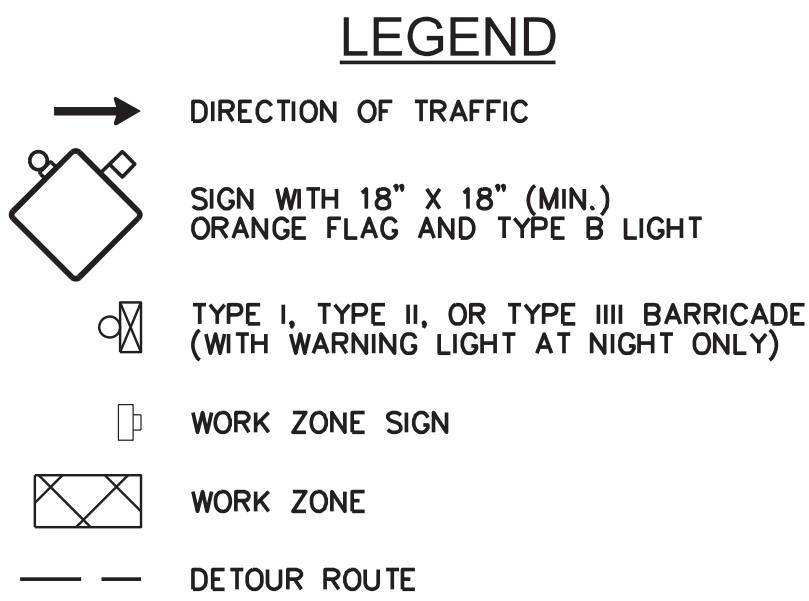 LEGEND
DIRECTION OF TRAFFIC
SIGN WITH 18" X 18" (MIN.)
ORANGE FLAG AND TYPE B LIGHT
TYPE I, TYPE II, OR TYPE IIII BARRICADE
(WITH WARNING LIGHT AT NIGHT ONLY)
WORK ZONE SIGN
WORK ZONE
DETOUR ROUTE